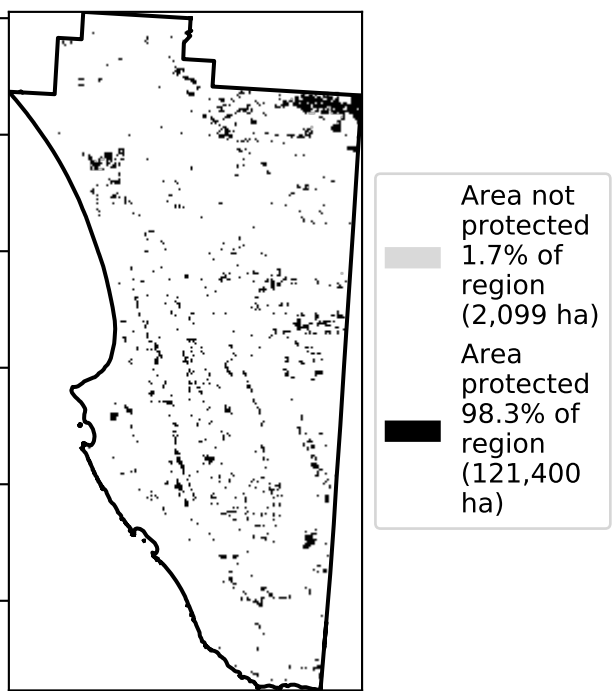 Area not
protected
1.7% of
region
(2,099 ha)
Area
protected
98.3% of
region
(121,400
ha)